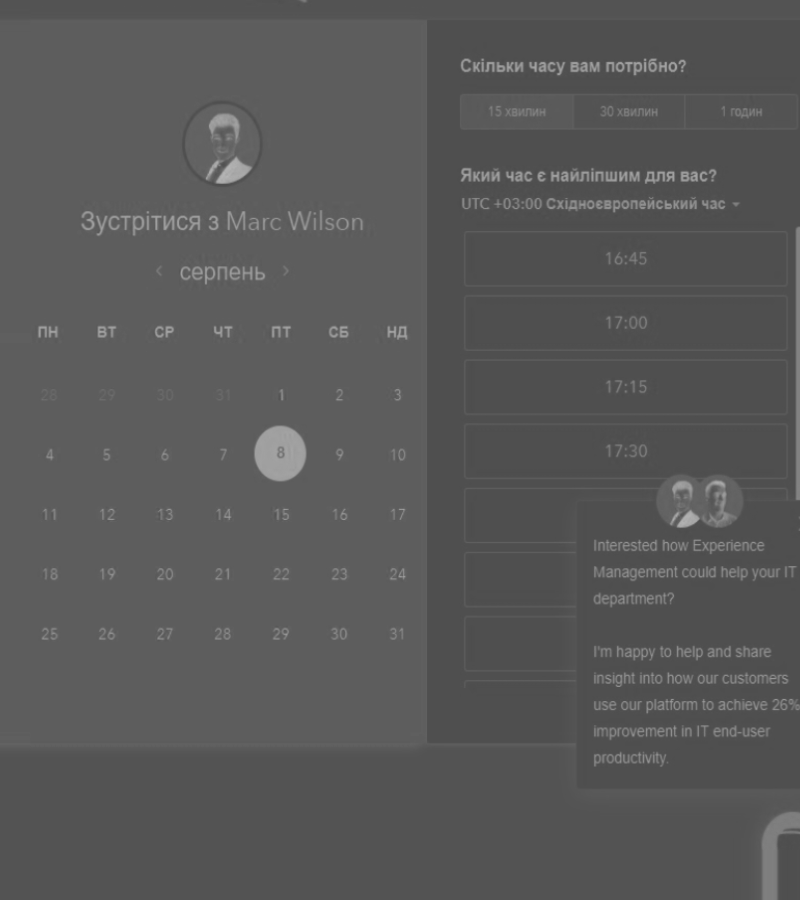 Зустрітися з Marc Wilson
серпень
ПН ВТ СР ЧТ ПТ СБ НД
28 29 30 31 1 2 3
4 5 6 7 8 9 10
11 12 13 14 15 16 17
18 19 20 21 22 23 24
25 26 27 28 29 30 31
Скільки часу вам потрібно?
15 хвилин 30 хвилин 1 годин
Який час є найліпшим для вас?
UTC +03:00 Східноєвропейський час
16:45
17:00
17:15
17:30
Interested how Experience
Management could help your IT
department?
I'm happy to help and share
insight into how our customers
use our platform to achieve 26%
improvement in IT end-user
productivity.